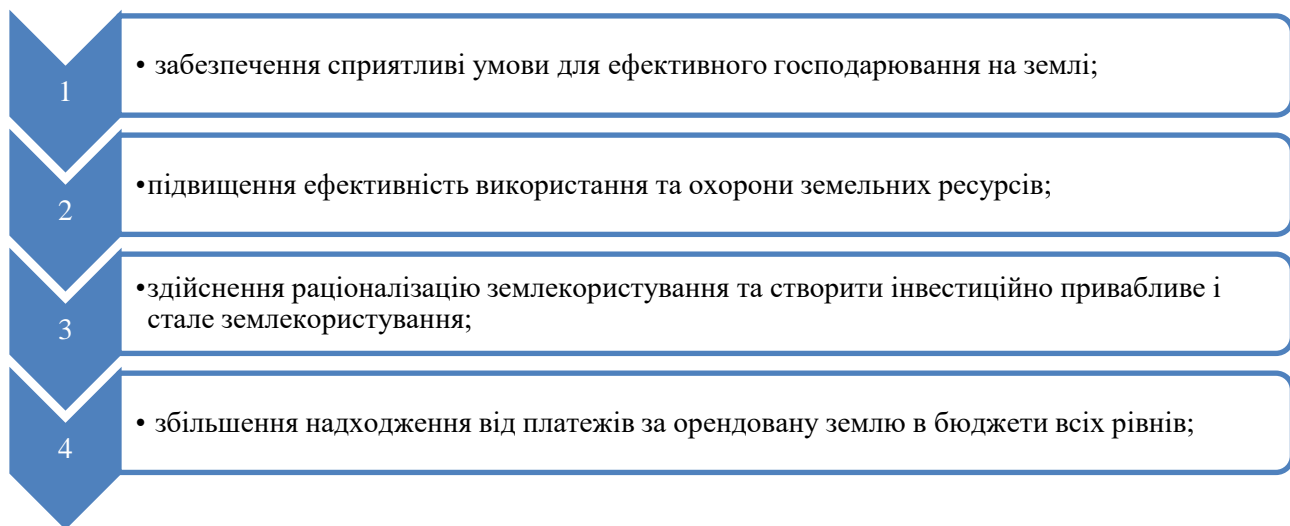 1
• забезпечення сприятливі умови для ефективного господарювання на землі;
2
•підвищення ефективність використання та охорони земельних ресурсів;
3
•здійснення раціоналізацію землекористування та створити інвестиційно привабливе і
стале землекористування;
4
• збільшення надходження від платежів за орендовану землю в бюджети всіх рівнів;